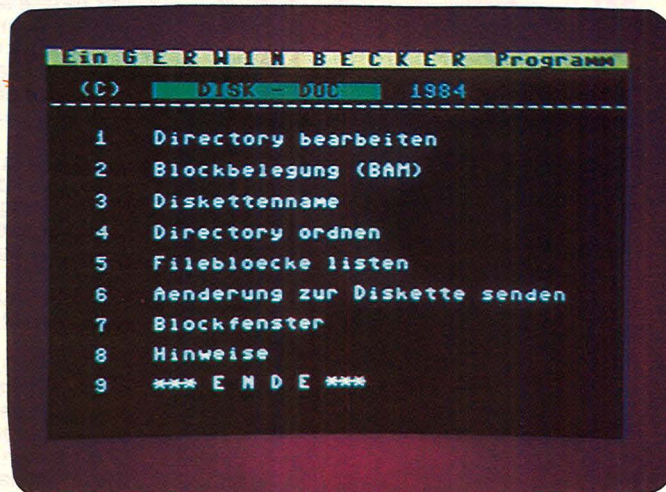 Ein G E R W I N B E C K E R Programm
(C) DISK - DOC 1984
1 Directory bearbeiten
2 Blockbelegung (BAM)
3 Diskettenname
4 Directory ordnen
5 Filebloecke listen
6 Aenderung zur Diskette senden
7 Blockfenster
8 Hinweise
9 *** E N D E ***